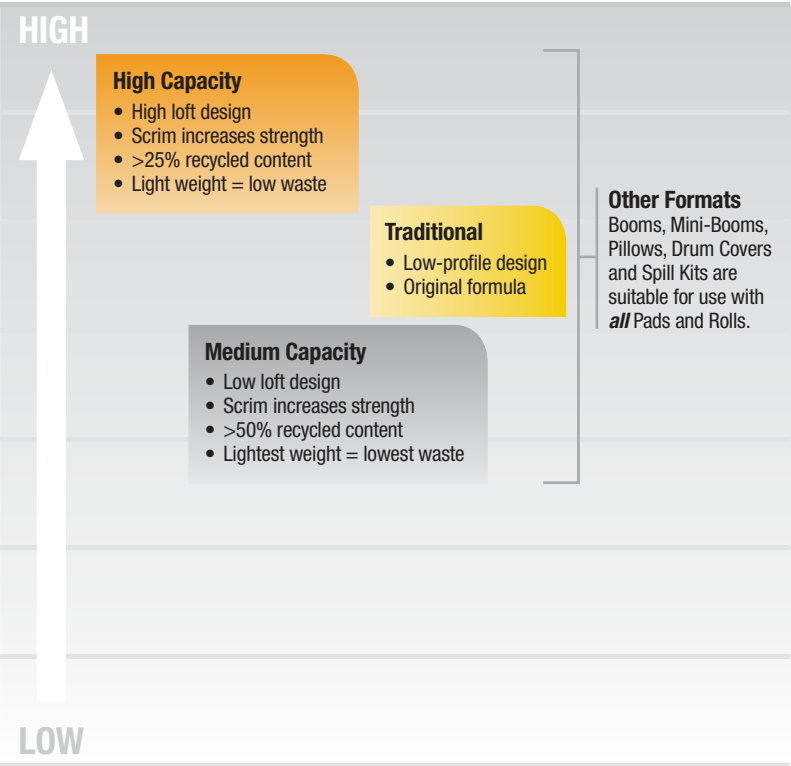 HIGH
High Capacity
• High loft design
• Scrim increases strength
• >25% recycled content
• Light weight = low waste
Traditional
• Low-profile design
• Original formula
Medium Capacity
• Low loft design
• Scrim increases strength
• >50% recycled content
• Lightest weight = lowest waste
Other Formats
Booms, Mini-Booms,
Pillows, Drum Covers
and Spill Kits are
suitable for use with
all Pads and Rolls.
LOW